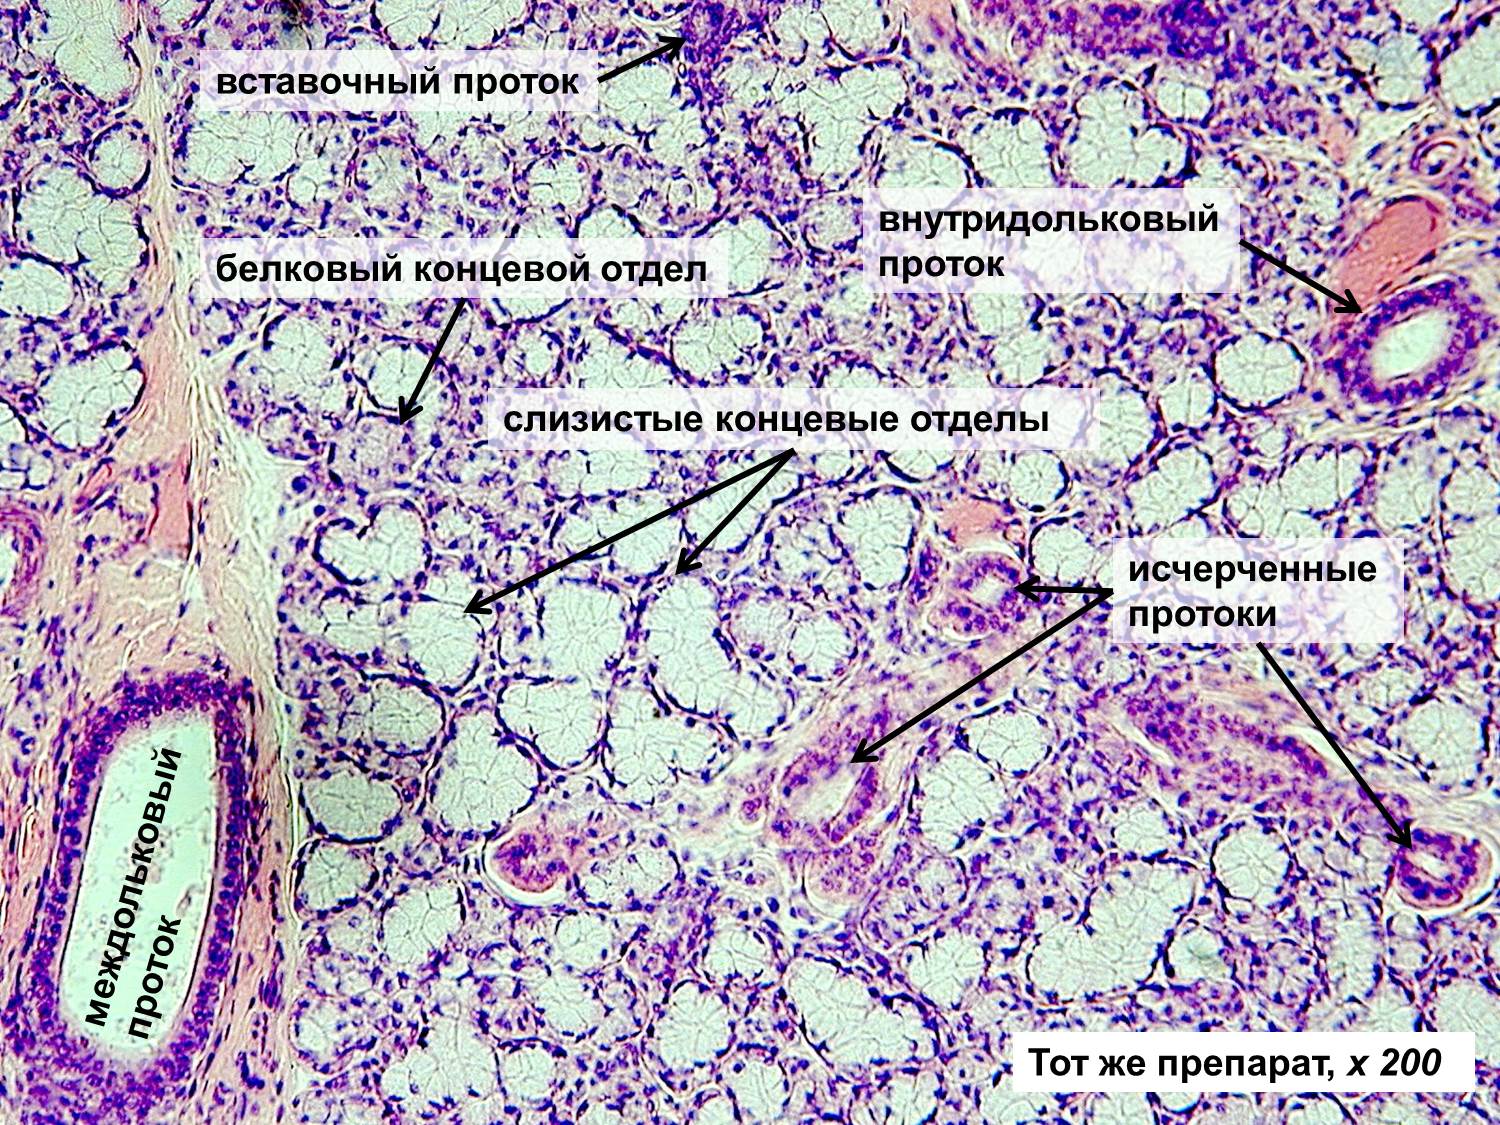 вставочный проток
внутридольковый
проток
белковый концевой отдел
слизистые концевые отделы
исчерченные
протоки
междольковый
проток
Тот же препарат, х 200